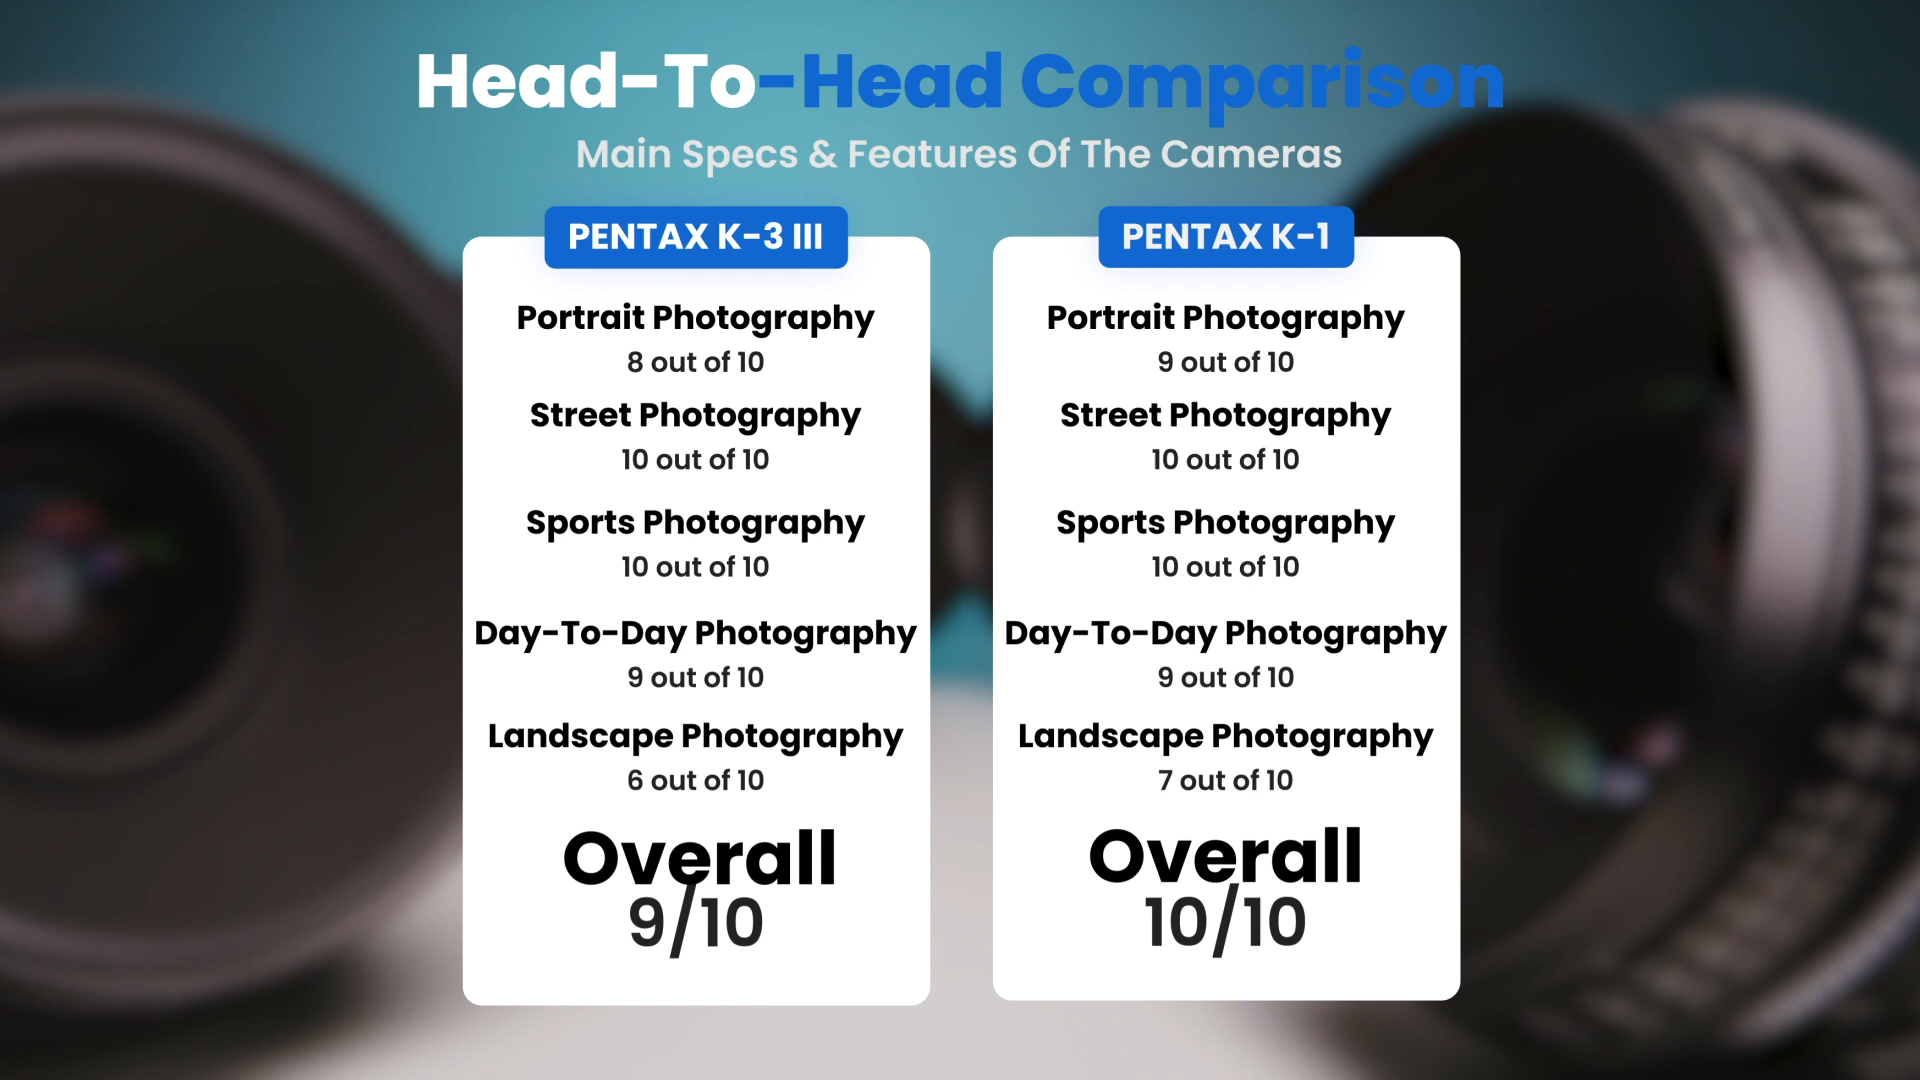 Head-To-Head Comparison
Main Specs & Features Of The Cameras
PENTAX K-3 III
Portrait Photography
8 out of 10
Street Photography
10 out of 10
Sports Photography
10 out of 10
Day-To-Day Photography
9 out of 10
Landscape Photography
6 out of 10
Overall
9/10
PENTAX K-1
Portrait Photography
9 out of 10
Street Photography
10 out of 10
Sports Photography
10 out of 10
Day-To-Day Photography
9 out of 10
Landscape Photography
7 out of 10
Overall
10/10